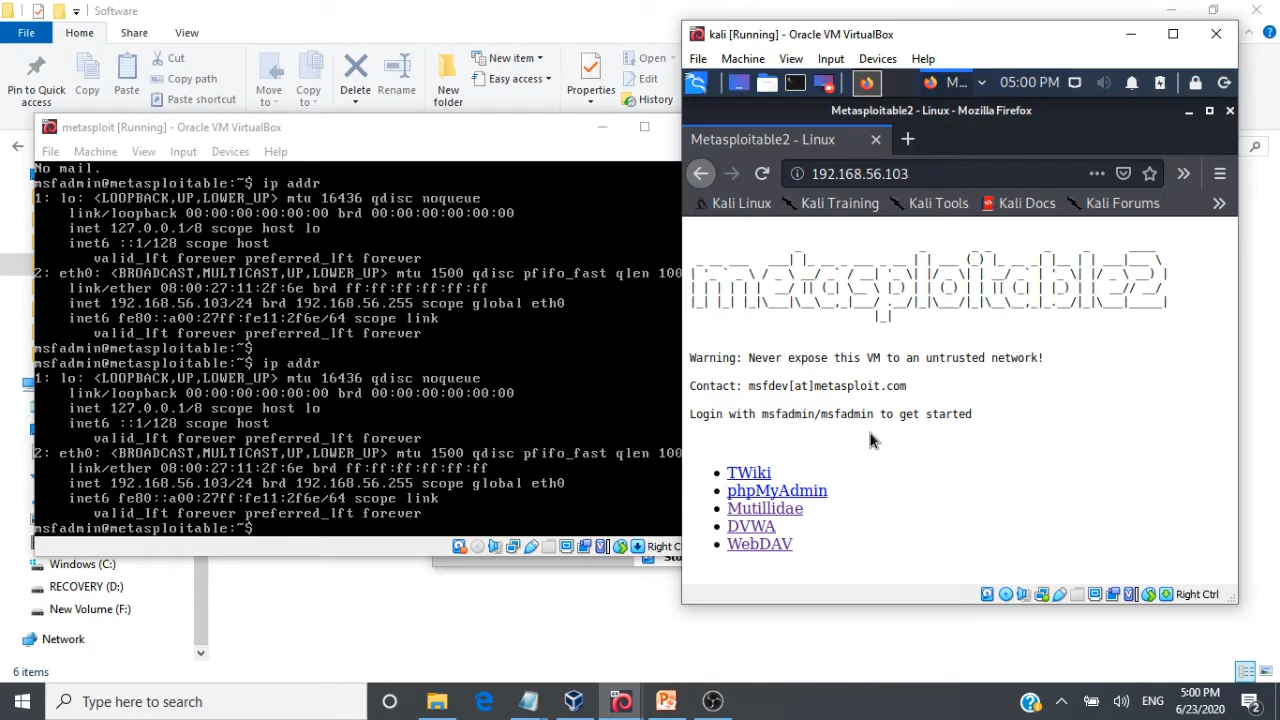 Software
File
Home
Share
View
Pin to Quick access
Copy
Paste
Cut
Copy path
Paste shortcut
Move to
Copy to
Delete
Rename
New folder
New item
Easy access
Properties
Open
Edit
History
metasploit [Running] - Oracle VM VirtualBox
File Machine View Input Devices Help
No mail.
msfadmin@metasploitable:~$ ip addr
1: lo: <LOOPBACK,UP,LOWER_UP> mtu 16436 qdisc noqueue
link/loopback 00:00:00:00:00:00 brd 00:00:00:00:00:00
inet 127.0.0.1/8 scope host lo
inet6 ::1/128 scope host
valid_lft forever preferred_lft forever
2: eth0: <BROADCAST,MULTICAST,UP,LOWER_UP> mtu 1500 qdisc pfifo_fast qlen 100
link/ether 08:00:27:11:2f:6e brd ff:ff:ff:ff:ff:ff
inet 192.168.56.103/24 brd 192.168.56.255 scope global eth0
inet6 fe80::a00:27ff:fe11:2f6e/64 scope link
valid_lft forever preferred_lft forever
msfadmin@metasploitable:~$
msfadmin@metasploitable:~$ ip addr
1: lo: <LOOPBACK,UP,LOWER_UP> mtu 16436 qdisc noqueue
link/loopback 00:00:00:00:00:00 brd 00:00:00:00:00:00
inet 127.0.0.1/8 scope host lo
inet6 ::1/128 scope host
valid_lft forever preferred_lft forever
2: eth0: <BROADCAST,MULTICAST,UP,LOWER_UP> mtu 1500 qdisc pfifo_fast qlen 100
link/ether 08:00:27:11:2f:6e brd ff:ff:ff:ff:ff:ff
inet 192.168.56.103/24 brd 192.168.56.255 scope global eth0
inet6 fe80::a00:27ff:fe11:2f6e/64 scope link
valid_lft forever preferred_lft forever
msfadmin@metasploitable:~$
Right C
kali [Running] - Oracle VM VirtualBox
File Machine View Input Devices Help
M... 05:00 PM
Metasploitable2 - Linux - Mozilla Firefox
Metasploitable2 - Linux
192.168.56.103
Kali Linux Kali Training Kali Tools Kali Docs Kali Forums
metasploitable2
Warning: Never expose this VM to an untrusted network!
Contact: msfdev[at]metasploit.com
Login with msfadmin/msfadmin to get started
TWiki
phpMyAdmin
Mutillidae
DVWA
WebDAV
Right Ctrl
Windows (C:)
RECOVERY (D:)
New Volume (F:)
Network
6 items
Type here to search
ENG
5:00 PM
6/23/2020
2